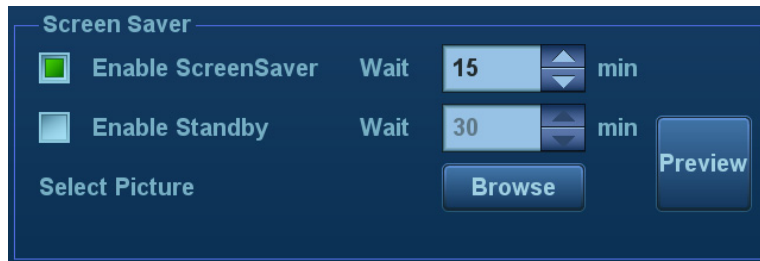 Screen Saver
Enable ScreenSaver Wait 15 min
Enable Standby Wait 30 min
Preview
Select Picture Browse